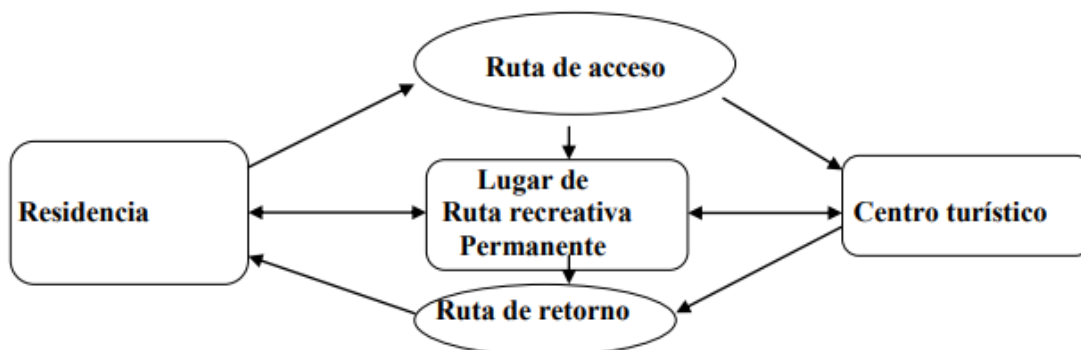 Ruta de acceso
Lugar de
Residencia
Ruta recreativa
Centro turístico
Permanente
Ruta de retorno